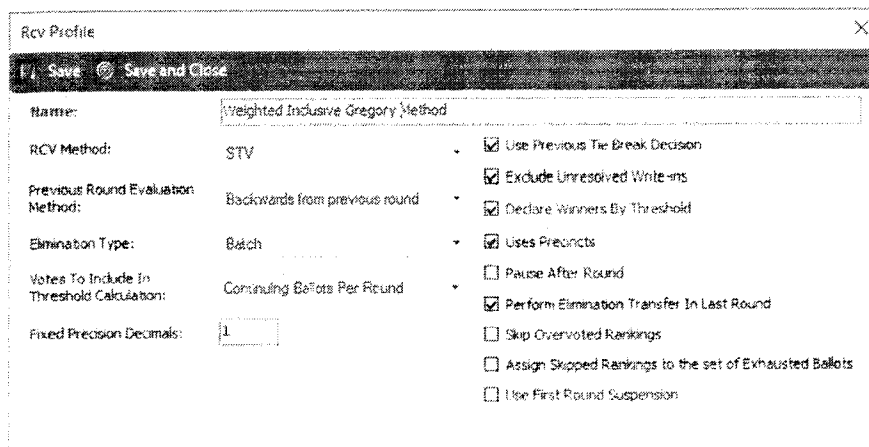 Rcv Profile
Save Save and Close
Name: Weighted Inclusive Gregory Method
RCV Method: STV
Previous Round Evaluation
Method: Backwards from previous round
Elimination Type: Batch
Votes To Include In
Threshold Calculation: Continuing Ballots Per Round
Fixed Precision Decimals: 1
Use Previous Tie Break Decision
Exclude Unresolved Write-ins
Declare Winners By Threshold
Uses Precincts
Pause After Round
Perform Elimination Transfer In Last Round
Skip Overvoted Rankings
Assign Skipped Rankings to the set of Exhausted Ballots
Use First Round Suspension